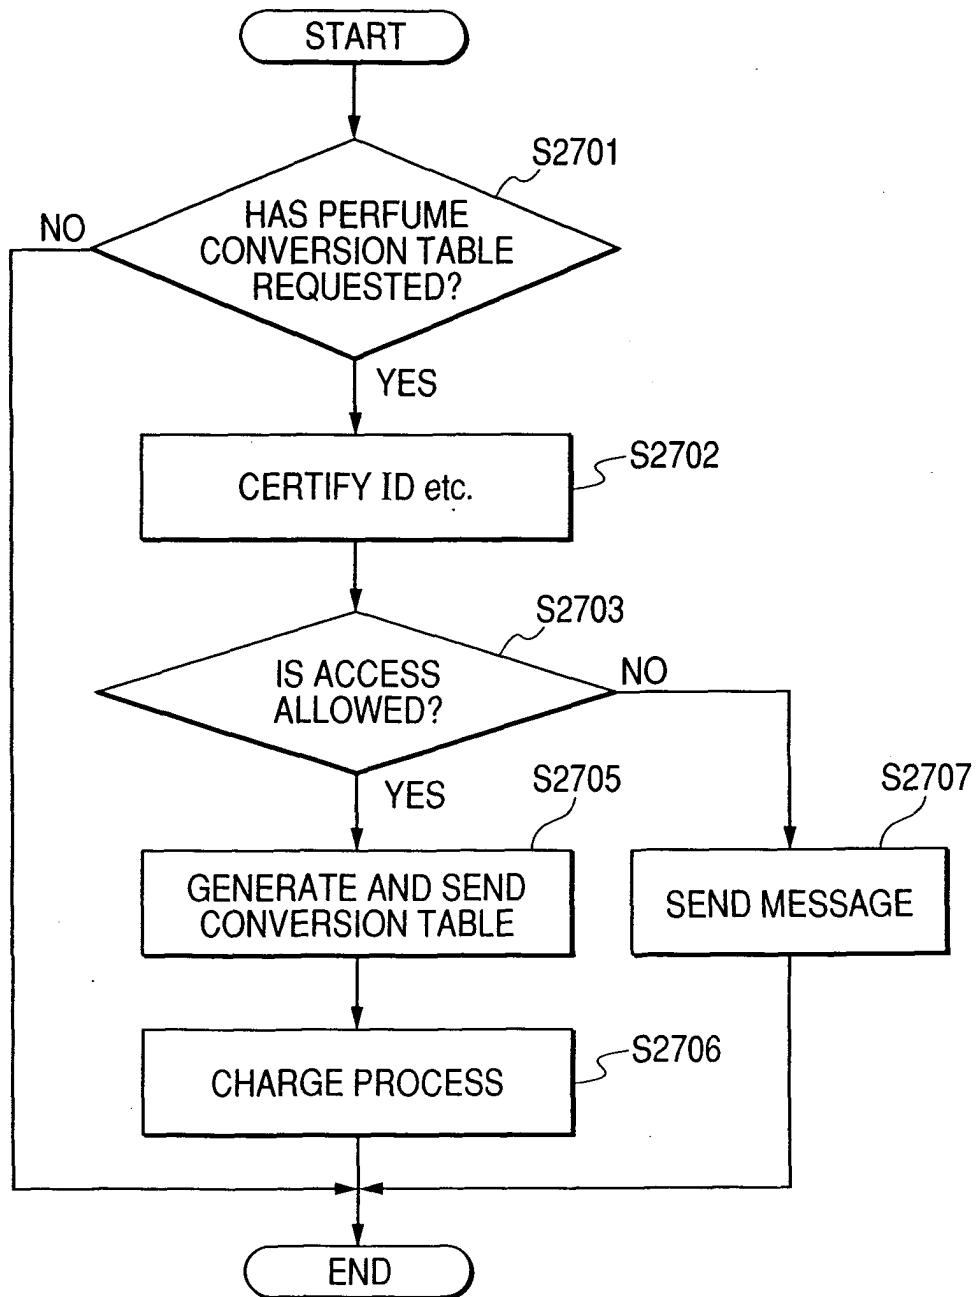 START
S2701
NO
HAS PERFUME
CONVERSION TABLE
REQUESTED?
YES
S2702
CERTIFY ID etc.
S2703
IS ACCESS
ALLOWED?
NO
YES
S2705
S2707
GENERATE AND SEND
CONVERSION TABLE
SEND MESSAGE
S2706
CHARGE PROCESS
END